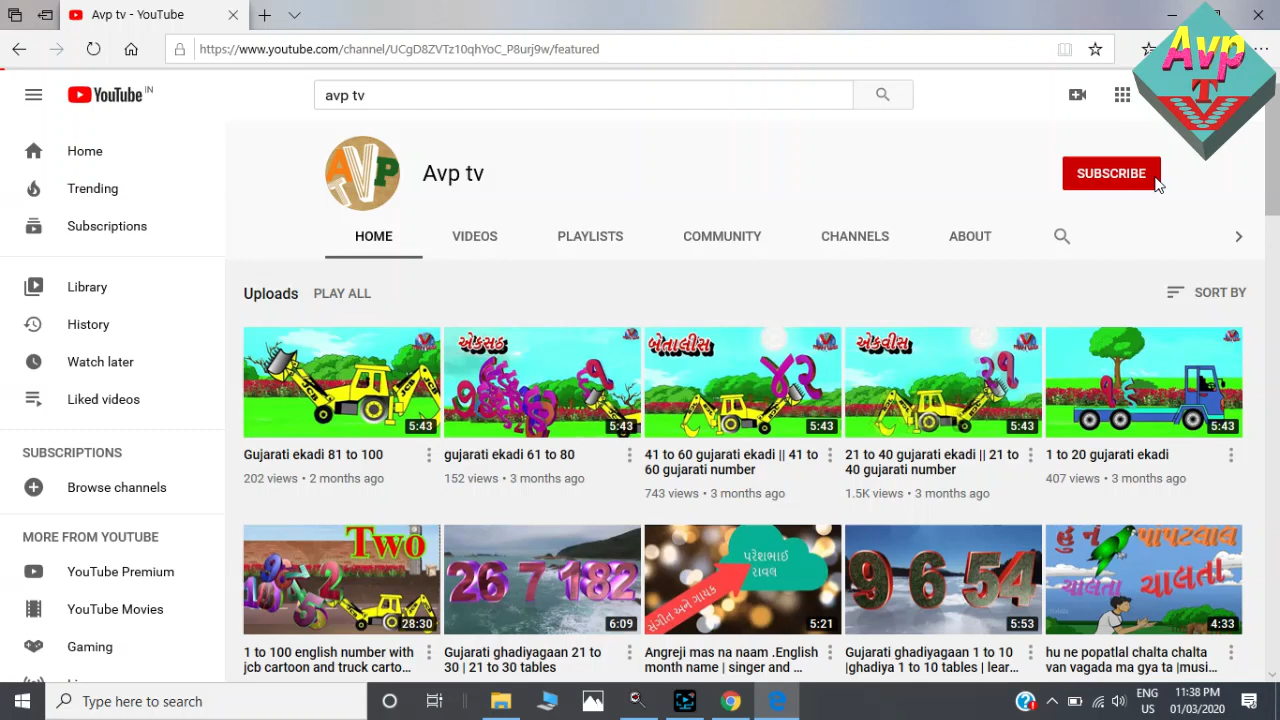 Avp tv - YouTube
https://www.youtube.com/channel/UCgD8ZVTz10qhYoC_P8urj9w/featured
Avp
T
V
YouTube IN
avp tv
Home
Trending
Subscriptions
Library
History
Watch later
Liked videos
SUBSCRIPTIONS
Browse channels
MORE FROM YOUTUBE
YouTube Premium
YouTube Movies
Gaming
AVP
TV
Avp tv
SUBSCRIBE
HOME VIDEOS PLAYLISTS COMMUNITY CHANNELS ABOUT
Uploads PLAY ALL
SORT BY
5:43
એકસઠ
૧
5:43
બેતાલીસ
૪૨
5:43
એકવીસ
૨૧
5:43
5:43
Gujarati ekadi 81 to 100
202 views • 2 months ago
gujarati ekadi 61 to 80
152 views • 3 months ago
41 to 60 gujarati ekadi || 41 to
60 gujarati number
743 views • 3 months ago
21 to 40 gujarati ekadi || 21 to
40 gujarati number
1.5K views • 3 months ago
1 to 20 gujarati ekadi
407 views • 3 months ago
Two
28:30
26 7 182
6:09
પરેશભાઈ
રાવલ
સંગીત અને ગાયક
5:21
9 6 54
5:53
હું ને પોપટલાલ
ચાલતા ચાલતા
4:33
1 to 100 english number with
jcb cartoon and truck carto...
Gujarati ghadiyagaan 21 to
30 | 21 to 30 tables
Angreji mas na naam .English
month name | singer and ...
Gujarati ghadiyagaan 1 to 10
|ghadiya 1 to 10 tables | lear...
hu ne popatlal chalta chalta
van vagada ma gya ta |musi...
Type here to search
ENG
US
11:38 PM
01/03/2020